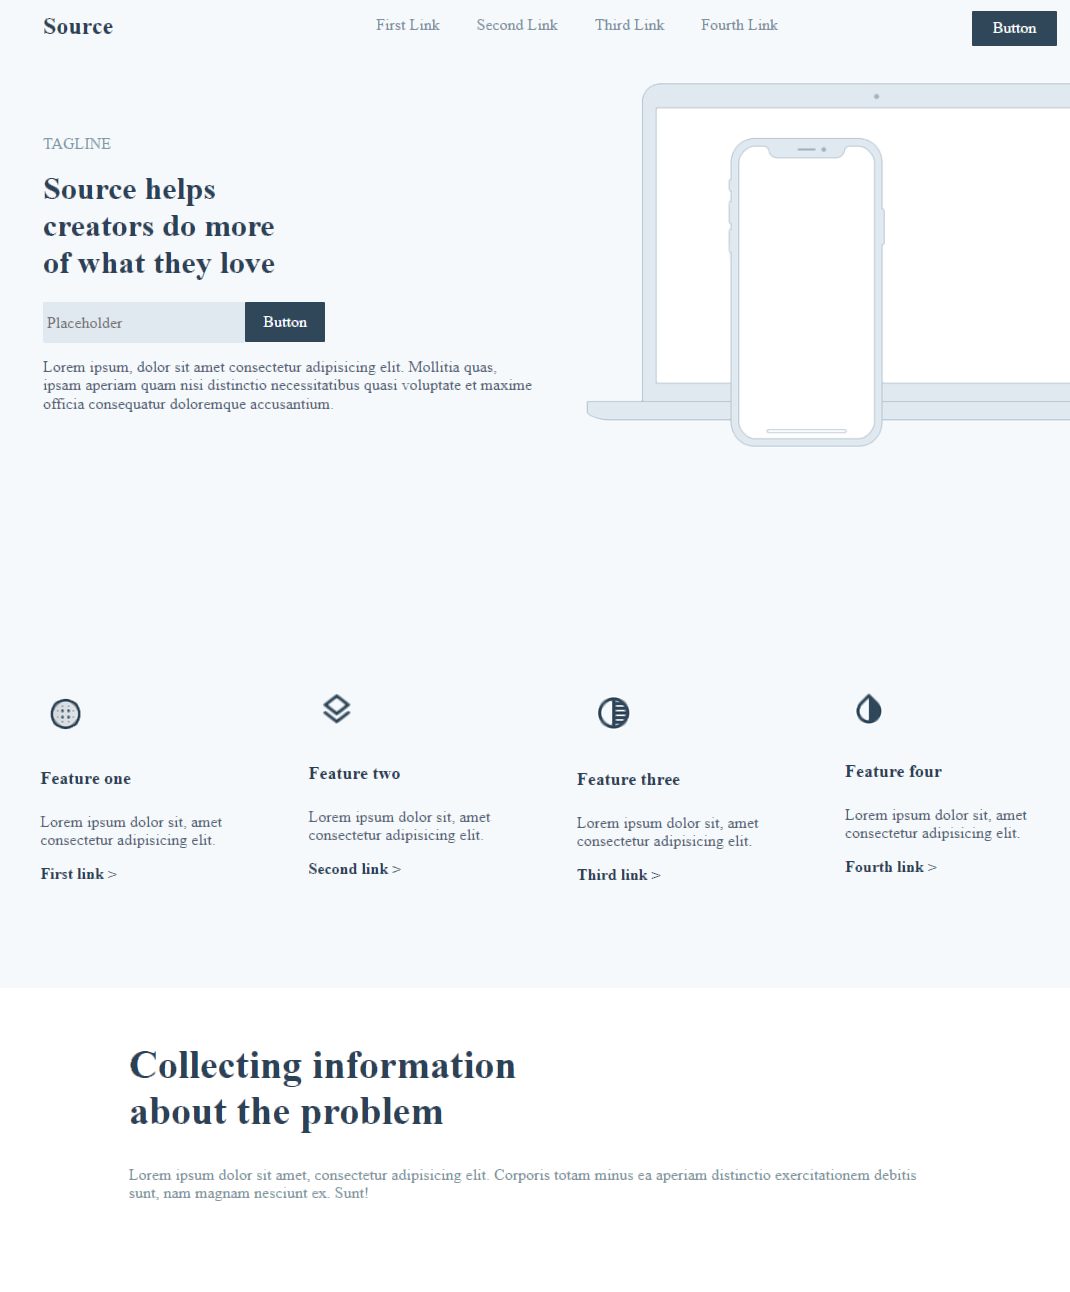 Source
First Link
Second Link
Third Link
Fourth Link
Button
TAGLINE
Source helps
creators do more
of what they love
Placeholder
Button
Lorem ipsum, dolor sit amet consectetur adipisicing elit. Mollitia quas,
ipsam aperiam quam nisi distinctio necessitatibus quasi voluptate et maxime
officia consequatur doloremque accusantium.
Feature one
Lorem ipsum dolor sit, amet
consectetur adipisicing elit.
First link >
Feature two
Lorem ipsum dolor sit, amet
consectetur adipisicing elit.
Second link >
Feature three
Lorem ipsum dolor sit, amet
consectetur adipisicing elit.
Third link >
Feature four
Lorem ipsum dolor sit, amet
consectetur adipisicing elit.
Fourth link >
Collecting information
about the problem
Lorem ipsum dolor sit amet, consectetur adipisicing elit. Corporis totam minus ea aperiam distinctio exercitationem debitis
sunt, nam magnam nesciunt ex. Sunt!